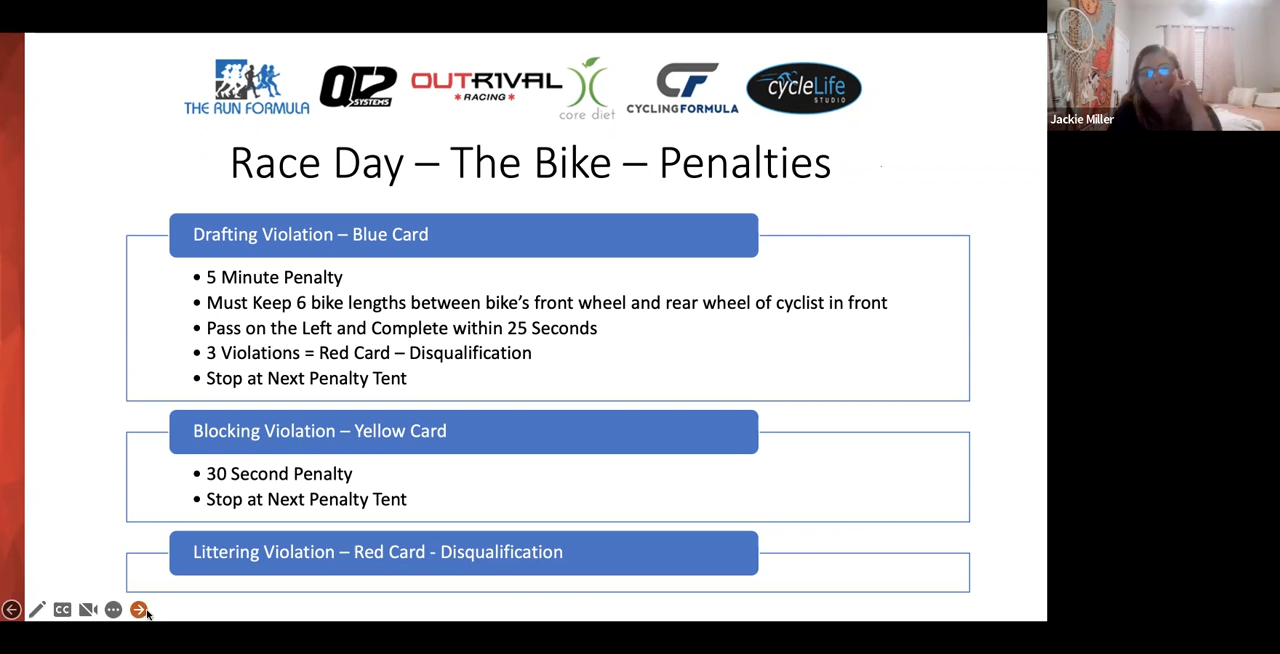 THE RUN FORMULA
OT2
SYSTEMS
OUTRIVAL
RACING
core diet
CF
CYCLINGFORMULA
cycleLife
STUDIO
Jackie Miller
Race Day – The Bike – Penalties
Drafting Violation – Blue Card
• 5 Minute Penalty
• Must Keep 6 bike lengths between bike’s front wheel and rear wheel of cyclist in front
• Pass on the Left and Complete within 25 Seconds
• 3 Violations = Red Card – Disqualification
• Stop at Next Penalty Tent
Blocking Violation – Yellow Card
• 30 Second Penalty
• Stop at Next Penalty Tent
Littering Violation – Red Card - Disqualification
CC